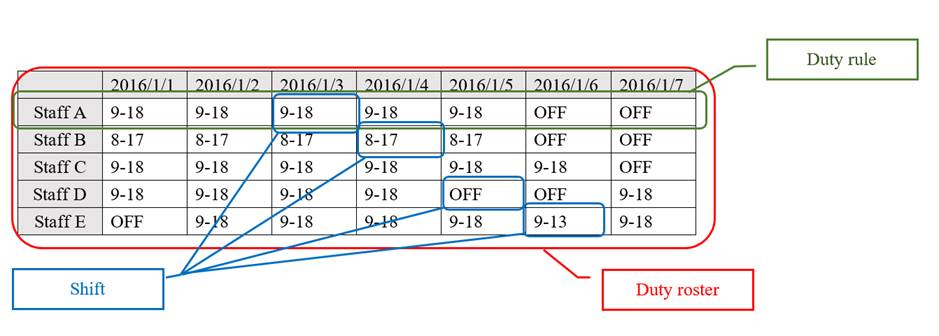 Duty rule
2016/1/1 2016/1/2 2016/1/3 2016/1/4 2016/1/5 2016/1/6 2016/1/7
Staff A 9-18 9-18 9-18 9-18 9-18 OFF OFF
Staff B 8-17 8-17 8-17 8-17 8-17 OFF OFF
Staff C 9-18 9-18 9-18 9-18 9-18 9-18 OFF
Staff D 9-18 9-18 9-18 9-18 OFF OFF 9-18
Staff E OFF 9-18 9-18 9-18 9-18 9-13 9-18
Shift
Duty roster